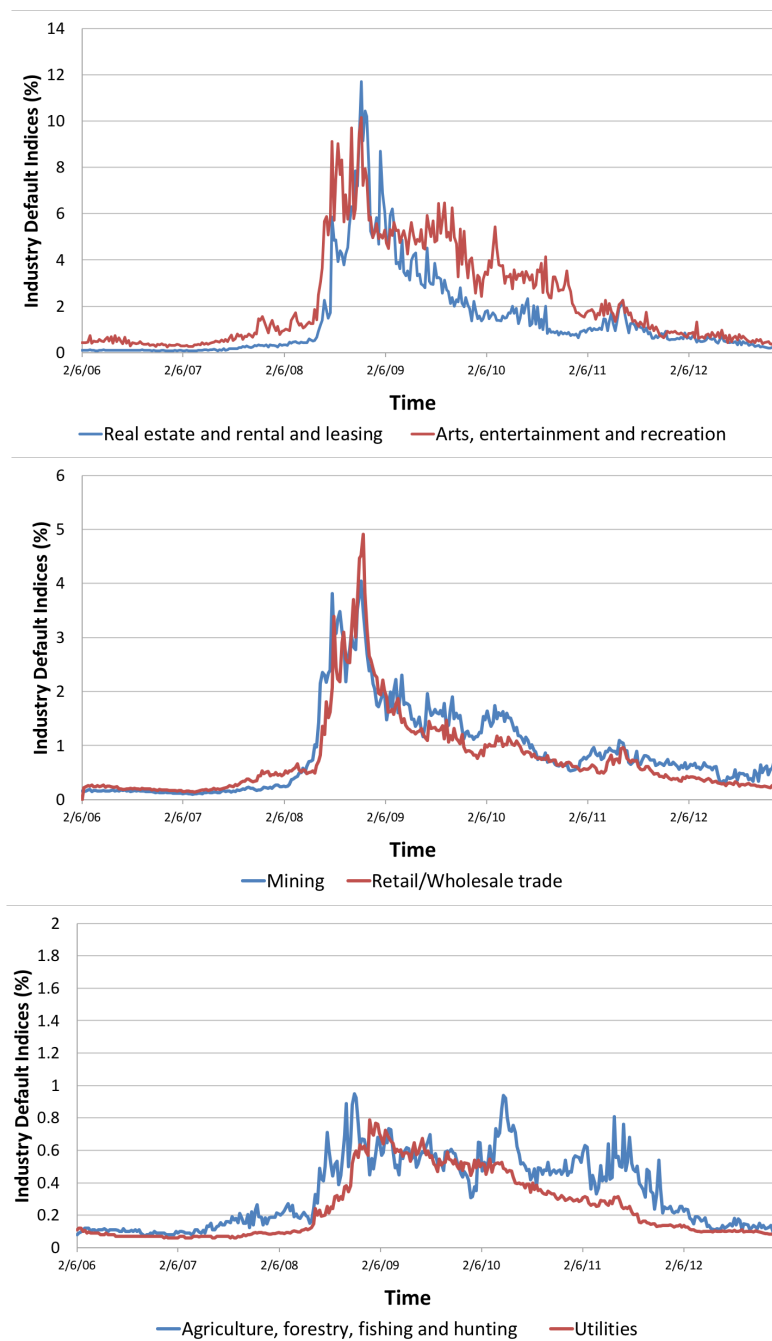 14
12
10
8
6
4
2
0
Industry Default Indices (%)
2/6/06 2/6/07 2/6/08 2/6/09 2/6/10 2/6/11 2/6/12
Time
Real estate and rental and leasing Arts, entertainment and recreation
6
5
4
3
2
1
0
Industry Default Indices (%)
2/6/06 2/6/07 2/6/08 2/6/09 2/6/10 2/6/11 2/6/12
Time
Mining Retail/Wholesale trade
2
1.8
1.6
1.4
1.2
1
0.8
0.6
0.4
0.2
0
Industry Default Indices (%)
2/6/06 2/6/07 2/6/08 2/6/09 2/6/10 2/6/11 2/6/12
Time
Agriculture, forestry, fishing and hunting Utilities